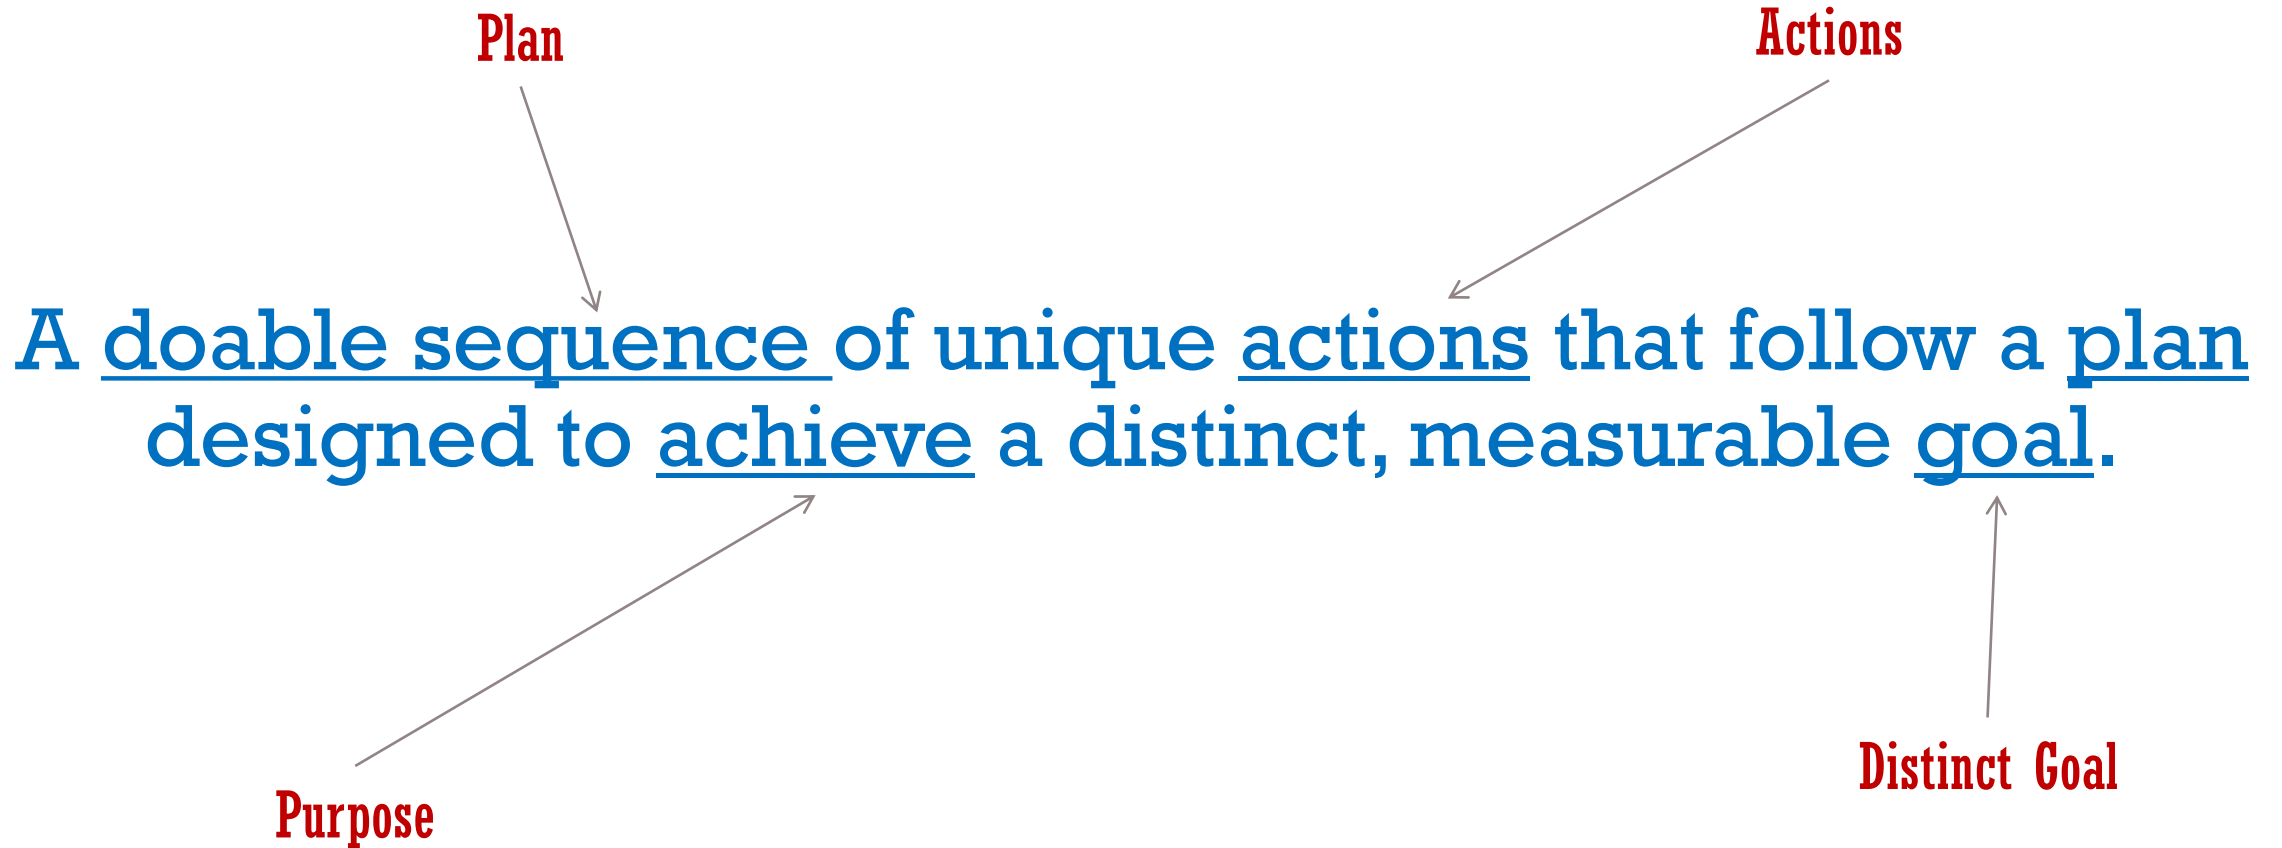 Plan
Actions
A doable sequence of unique actions that follow a plan
designed to achieve a distinct, measurable goal.
Distinct Goal
Purpose